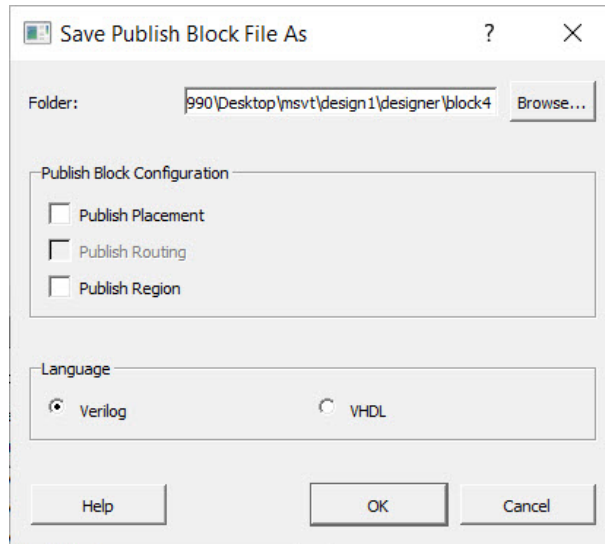 Save Publish Block File As
Folder: 990\Desktop\msvt\design1\designer\block4 Browse...
Publish Block Configuration
Publish Placement
Publish Routing
Publish Region
Language
Verilog VHDL
Help OK Cancel